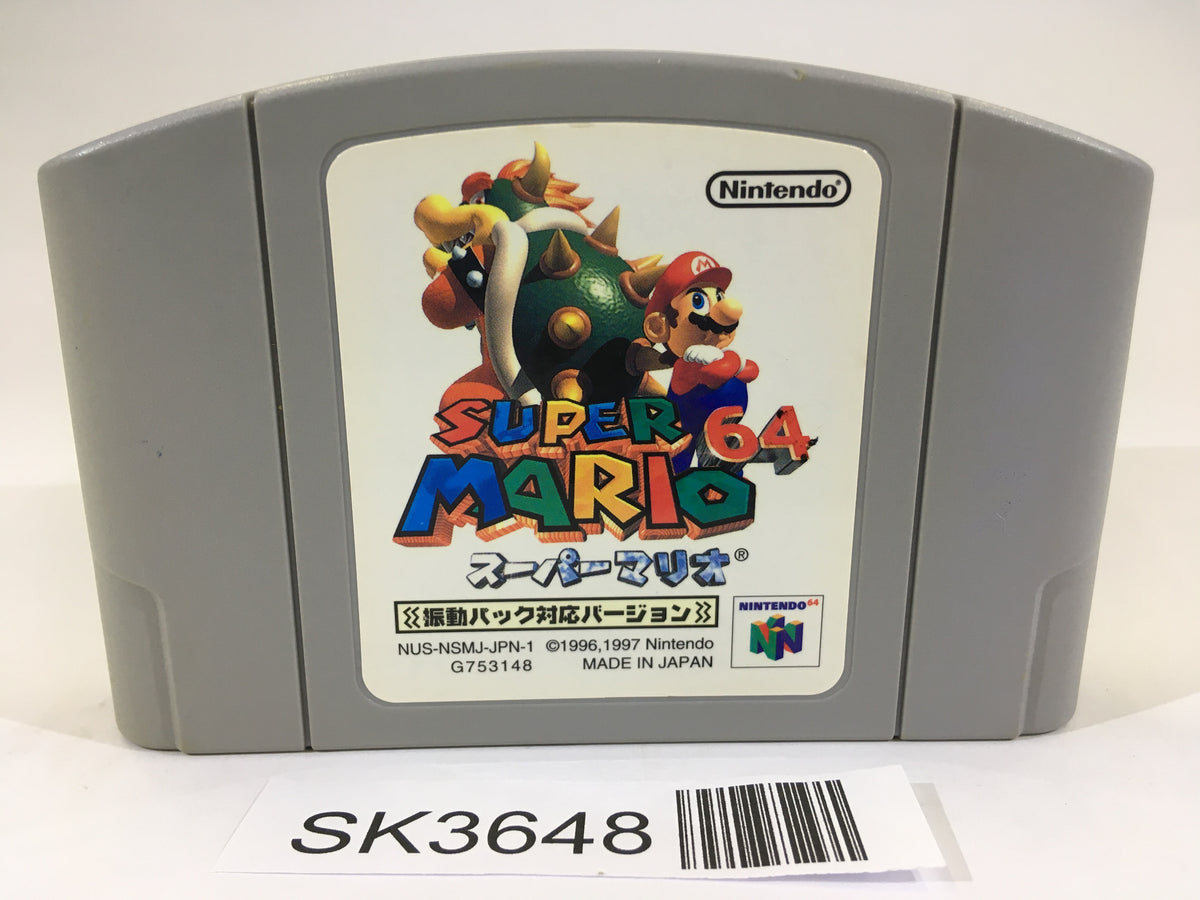 Nintendo®
M
SUPER
MARIO 64
スーパーマリオ®
振動パック対応バージョン
NUS-NSMJ-JPN-1 ©1996,1997 Nintendo
G753148 MADE IN JAPAN
NINTENDO64
SK3648